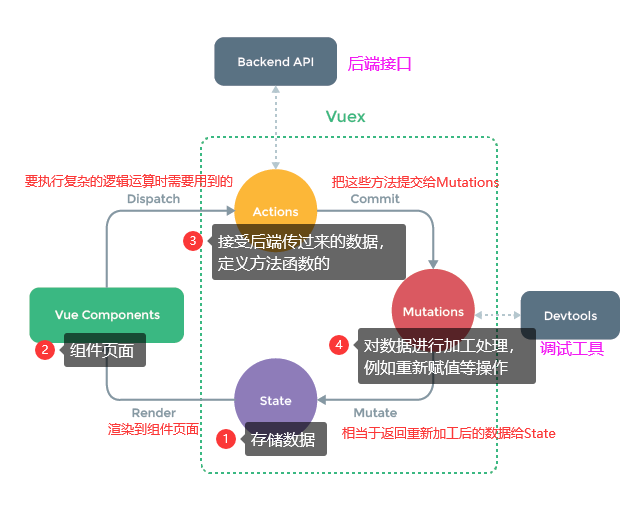 Backend API
后端接口
Vuex
要执行复杂的逻辑运算时需要用到的
把这些方法提交给Mutations
Dispatch
Actions
Commit
3
接受后端传过来的数据，
定义方法函数的
Vue Components
Mutations
Devtools
2
组件页面
4
对数据进行加工处理，
例如重新赋值等操作
调试工具
State
Render
Mutate
渲染到组件页面
1
存储数据
相当于返回重新加工后的数据给State